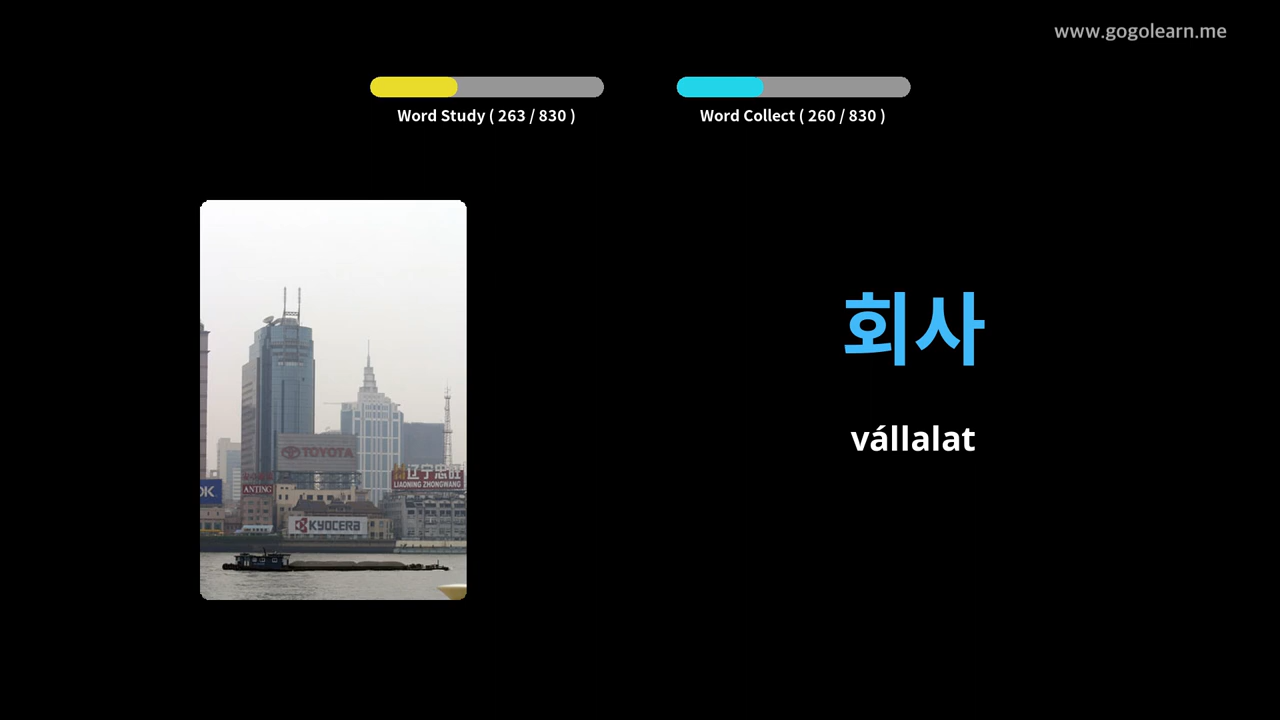 www.gogolearn.me
Word Study ( 263 / 830 )
Word Collect ( 260 / 830 )
회사
vállalat
TOYOTA
辽宁忠旺
LIAONING ZHONGWANG
ANTING
KYOCERA